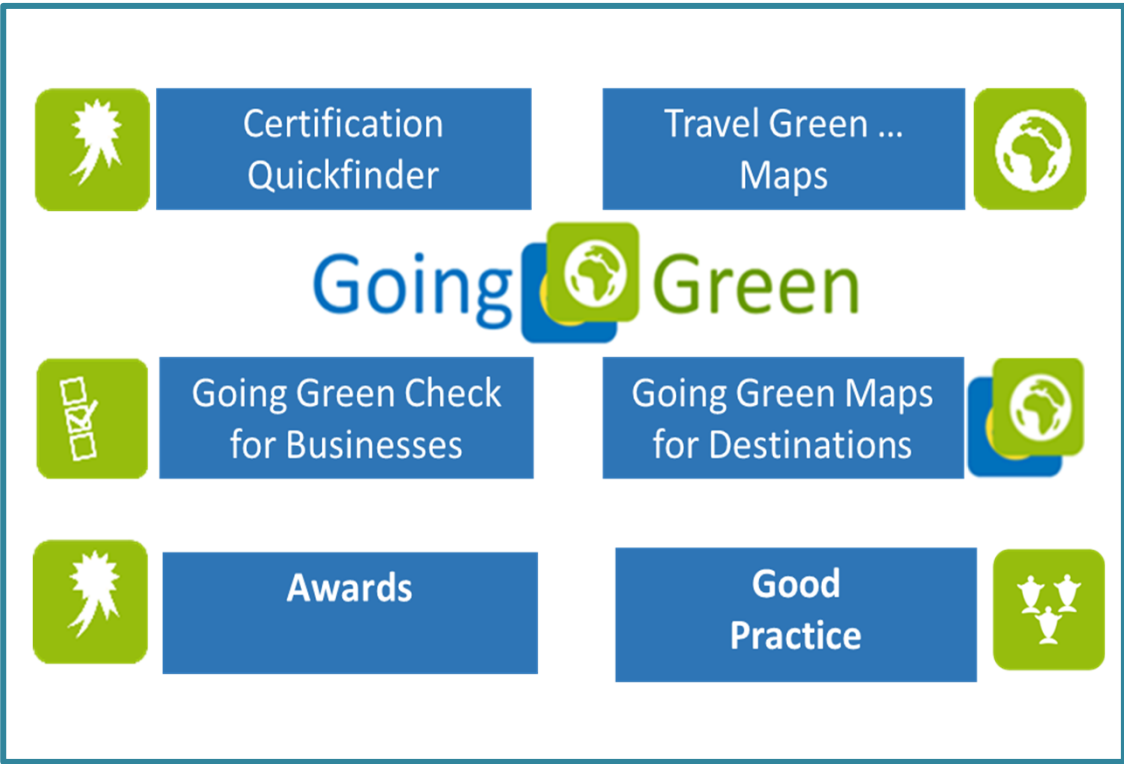 Certification
Quickfinder
Travel Green ...
Maps
Going Green
Going Green Check
for Businesses
Going Green Maps
for Destinations
Awards
Good
Practice